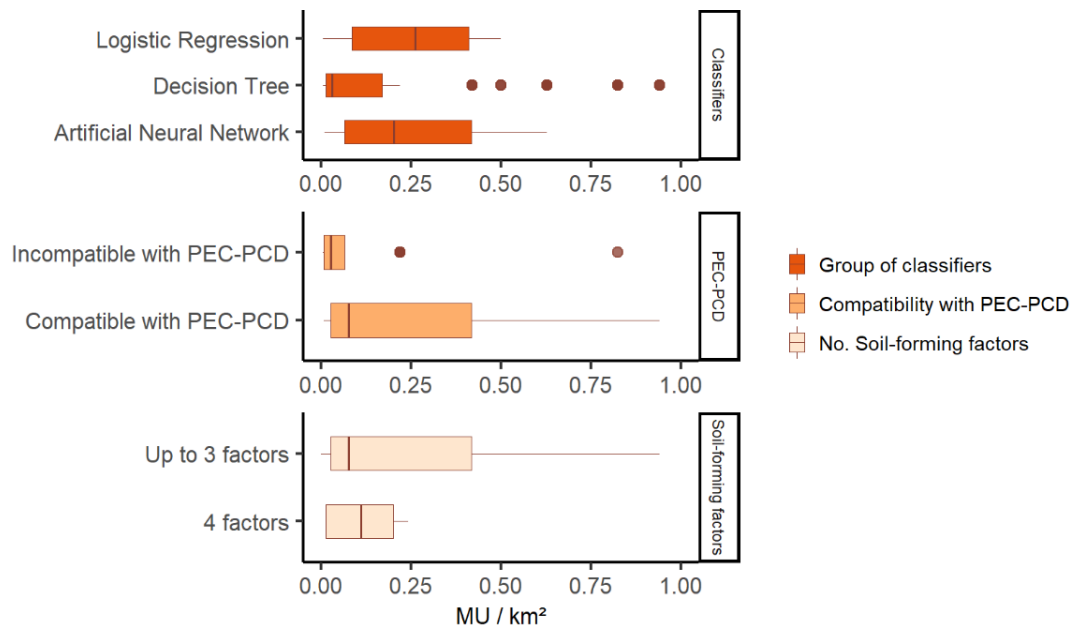 Logistic Regression
Decision Tree
Artificial Neural Network
Classifiers
0.00 0.25 0.50 0.75 1.00
Incompatible with PEC-PCD
Compatible with PEC-PCD
PEC-PCD
0.00 0.25 0.50 0.75 1.00
Up to 3 factors
4 factors
Soil-forming factors
0.00 0.25 0.50 0.75 1.00
MU / km²
Group of classifiers
Compatibility with PEC-PCD
No. Soil-forming factors